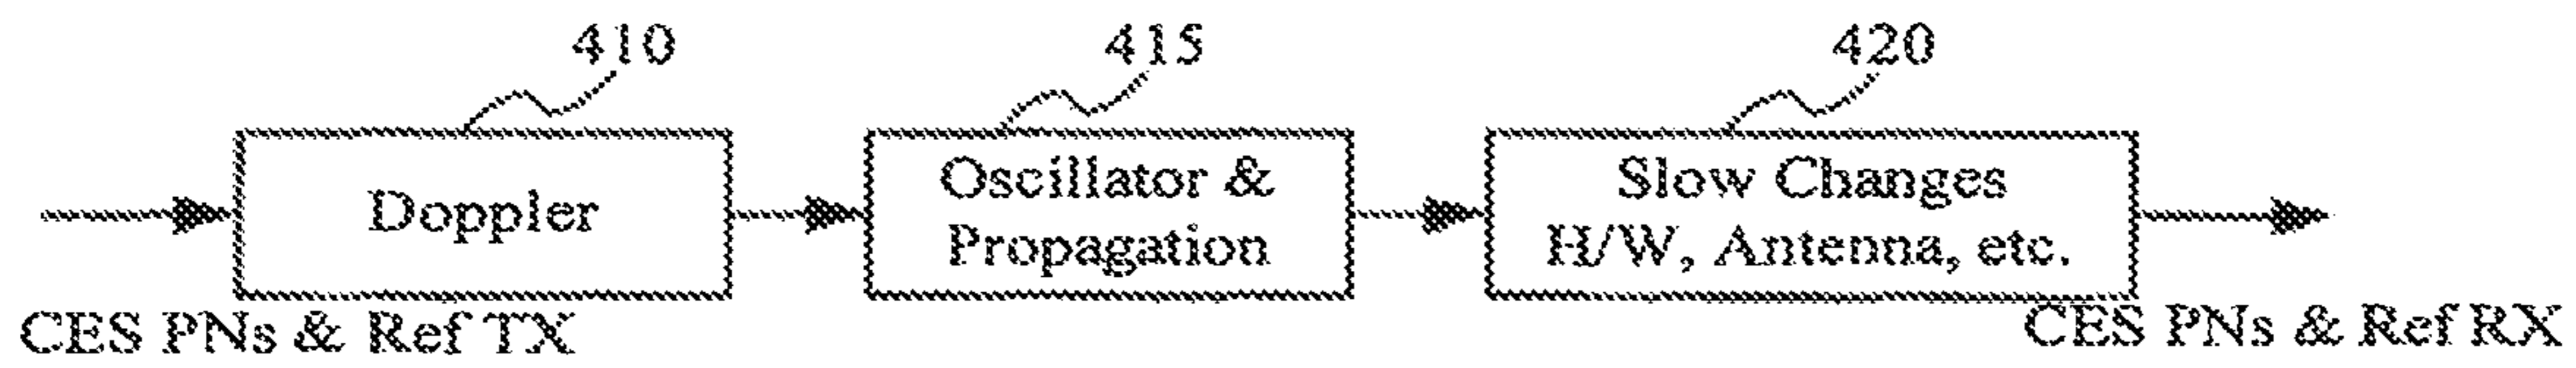 410
415
420
Doppler
Oscillator &
Propagation
Slow Changes
H/W, Antenna, etc.
CES PNs & Ref TX
CES PNs & Ref RX